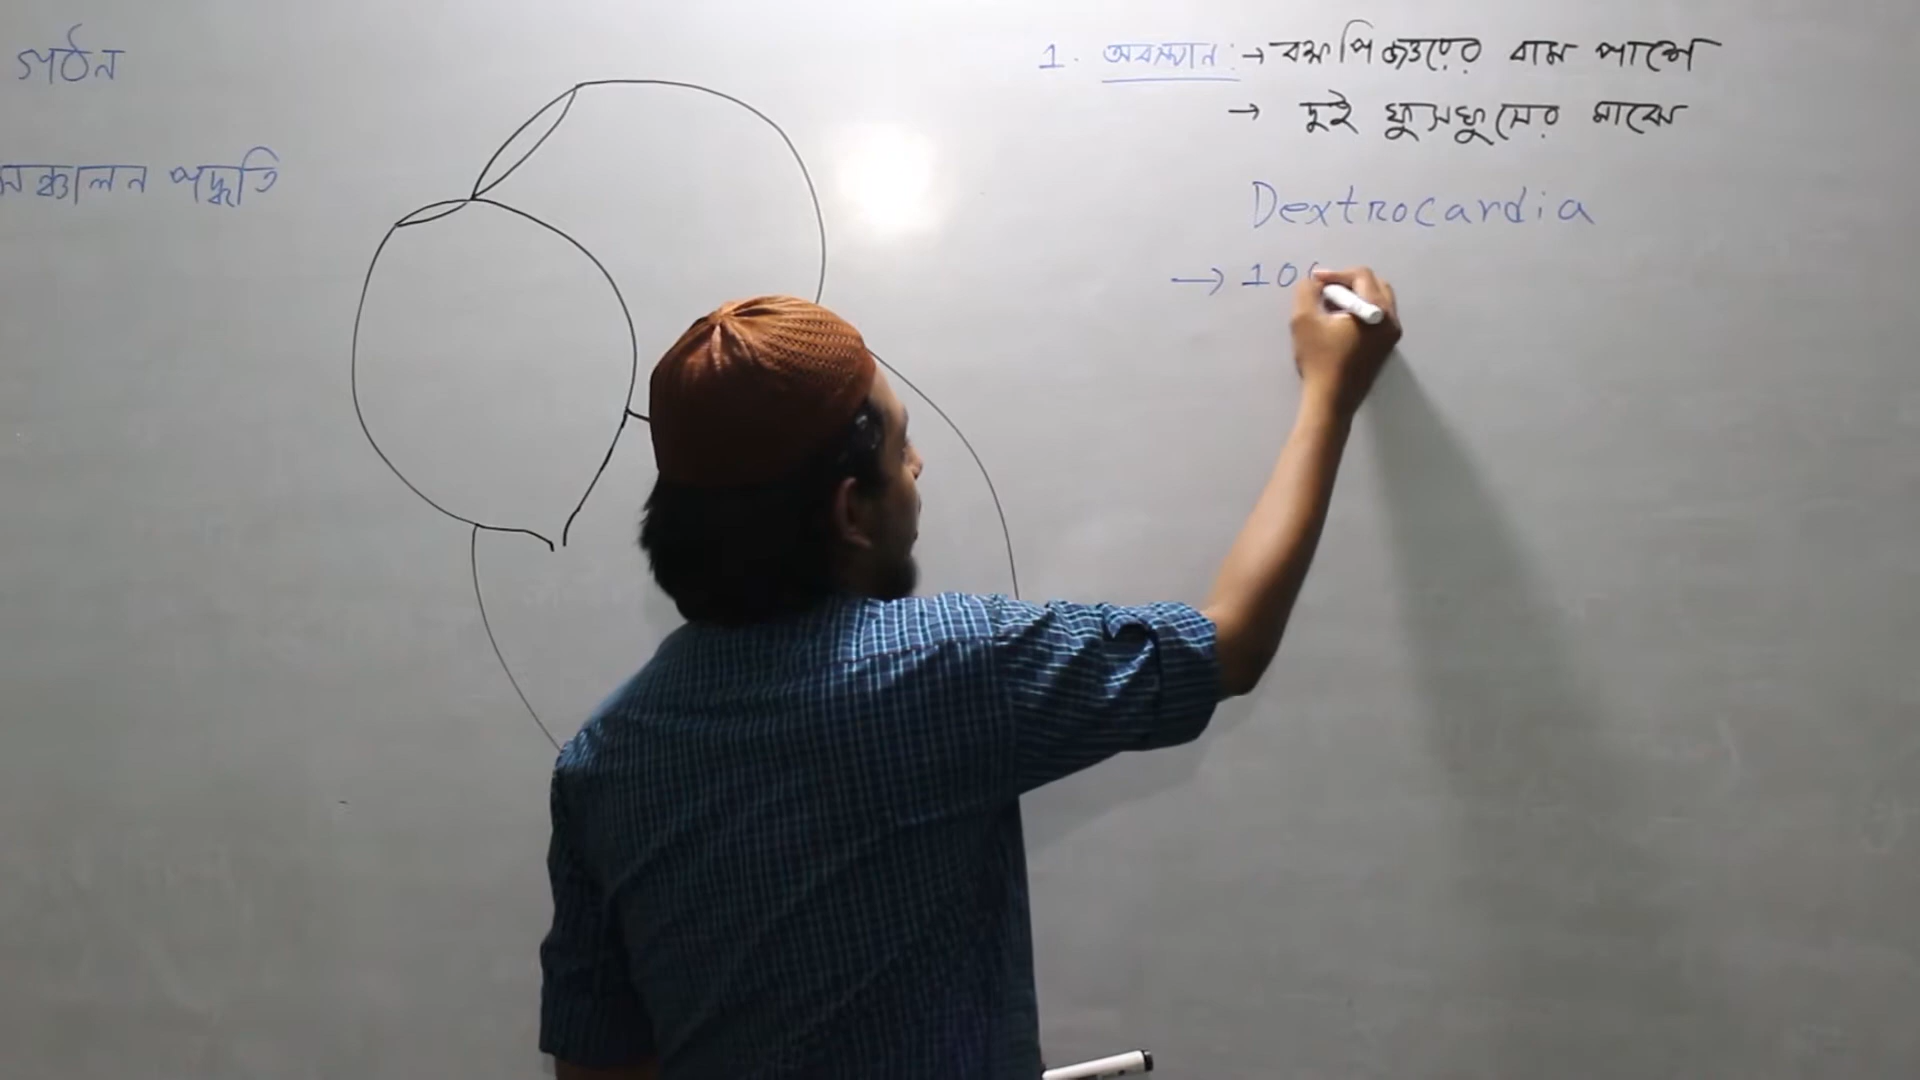 গঠন
সঞ্চালন পদ্ধতি
1. অবস্থান : → বক্ষপিঞ্জরের বাম পাশে
→ দুই ফুসফুসের মাঝে
Dextrocardia
→ 10